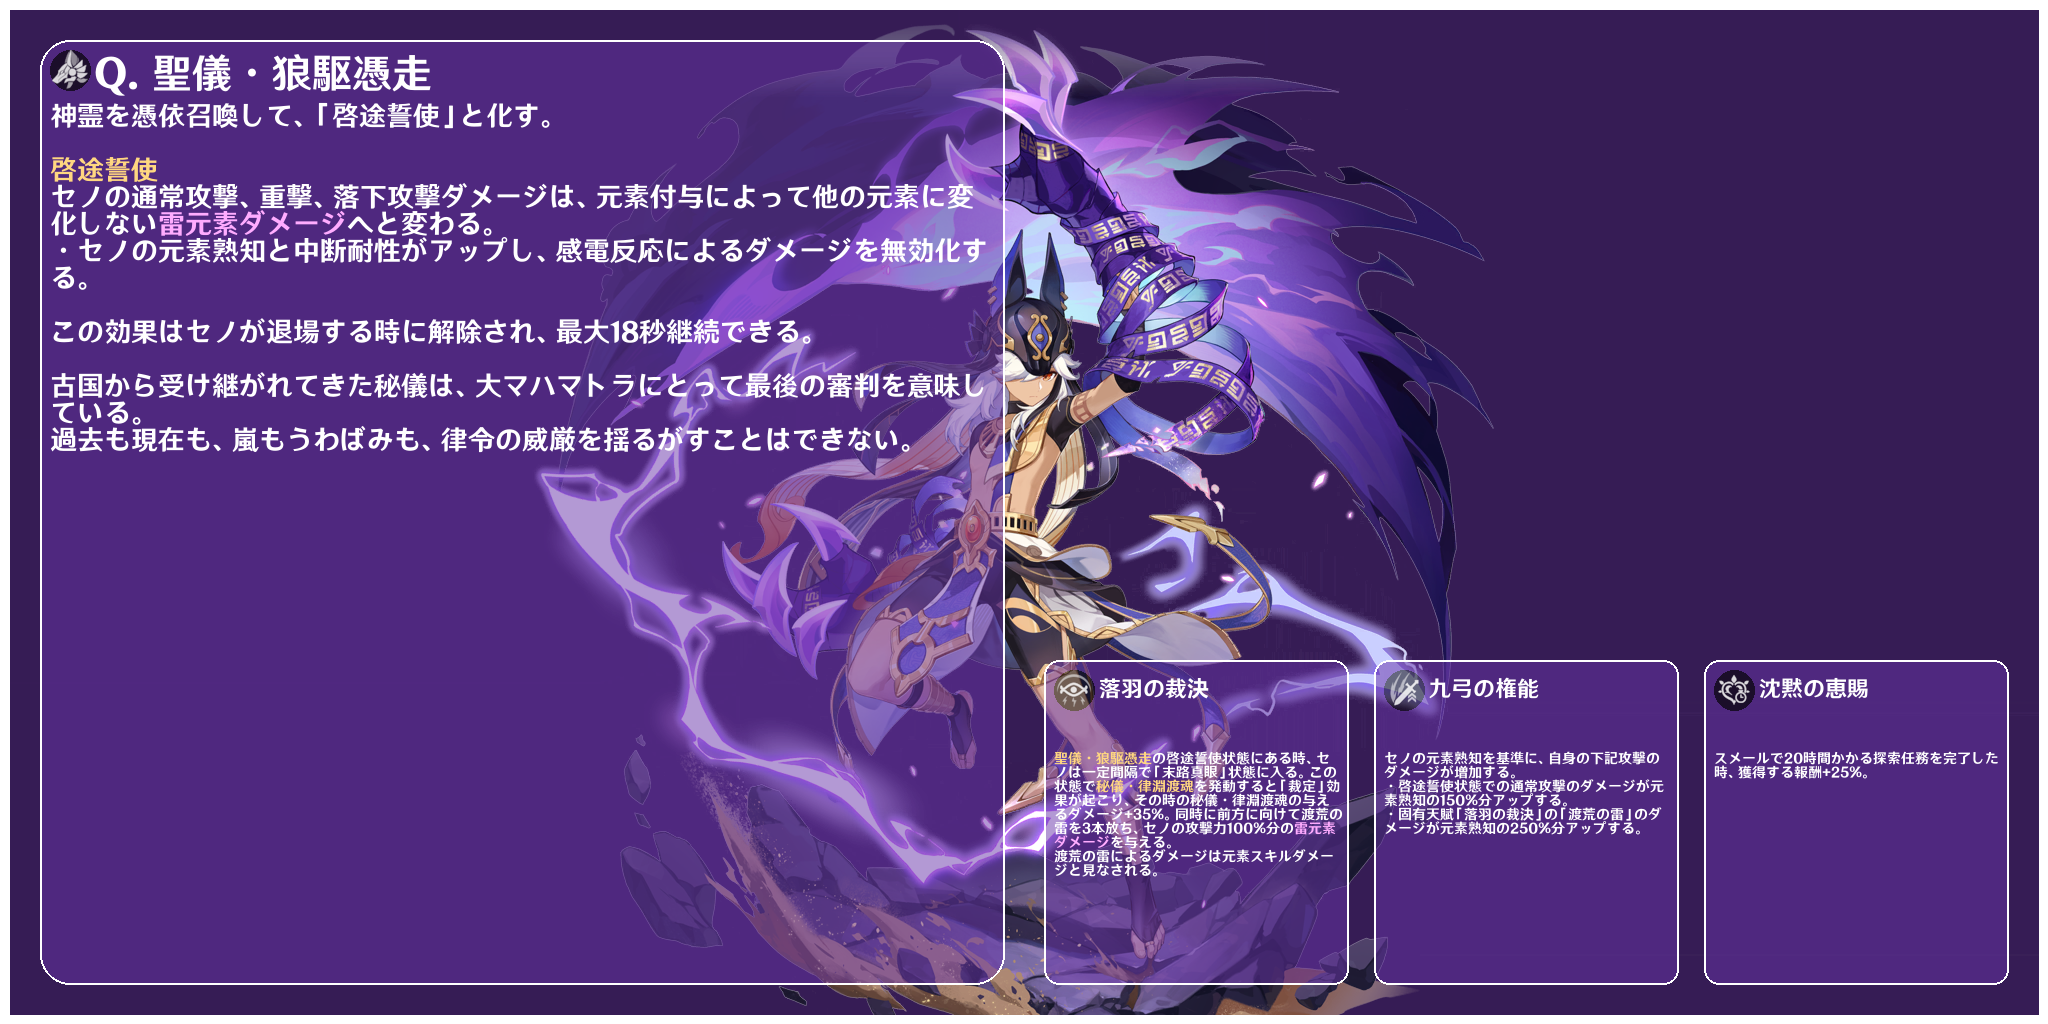 Q. 聖儀・狼駆憑走
神霊を憑依召喚して、「啓途誓使」と化す。
啓途誓使
セノの通常攻撃、重撃、落下攻撃ダメージは、元素付与によって他の元素に変
化しない雷元素ダメージへと変わる。
・セノの元素熟知と中断耐性がアップし、感電反応によるダメージを無効化す
る。
この効果はセノが退場する時に解除され、最大18秒継続できる。
古国から受け継がれてきた秘儀は、大マハマトラにとって最後の審判を意味し
ている。
過去も現在も、嵐もうわばみも、律令の威厳を揺るがすことはできない。
落羽の裁決
聖儀・狼駆憑走の啓途誓使状態にある時、セ
ノは一定間隔で「末路真眼」状態に入る。この
状態で秘儀・律淵渡魂を発動すると「裁定」効
果が起こり、その時の秘儀・律淵渡魂の与え
るダメージ+35%。同時に前方に向けて渡荒の
雷を3本放ち、セノの攻撃力100%分の雷元素
ダメージを与える。
渡荒の雷によるダメージは元素スキルダメー
ジと見なされる。
九弓の権能
セノの元素熟知を基準に、自身の下記攻撃の
ダメージが増加する。
・啓途誓使状態での通常攻撃のダメージが元
素熟知の150%分アップする。
・固有天賦「落羽の裁決」の「渡荒の雷」のダ
メージが元素熟知の250%分アップする。
沈黙の恵賜
スメールで20時間かかる探索任務を完了した
時、獲得する報酬+25%。